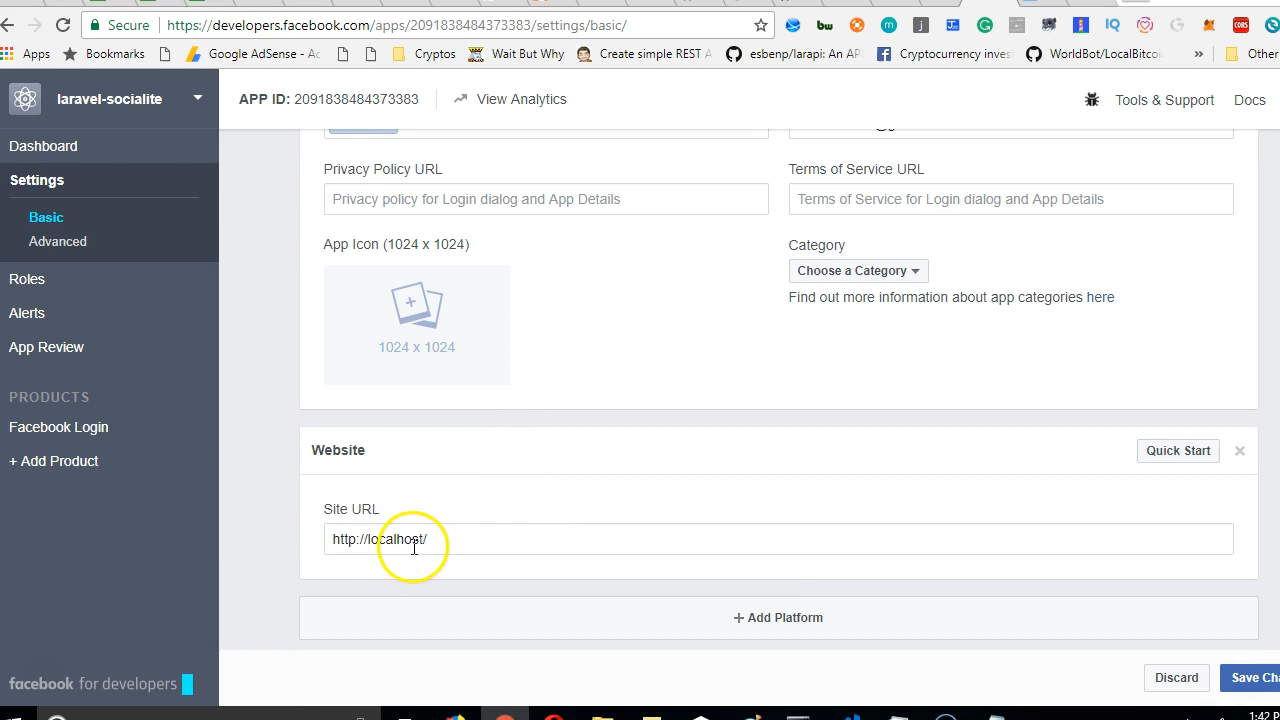 Secure https://developers.facebook.com/apps/2091838484373383/settings/basic/
Apps Bookmarks Google AdSense - Ac Cryptos Wait But Why Create simple REST A esbenp/larapi: An API Cryptocurrency inves WorldBot/LocalBitco » Other
laravel-socialite APP ID: 2091838484373383 View Analytics Tools & Support Docs
Dashboard
Settings
Basic
Advanced
Roles
Alerts
App Review
PRODUCTS
Facebook Login
+ Add Product
facebook for developers
Privacy Policy URL Terms of Service URL
Privacy policy for Login dialog and App Details Terms of Service for Login dialog and App Details
App Icon (1024 x 1024) Category
Choose a Category
Find out more information about app categories here
1024 x 1024
Website Quick Start ×
Site URL
http://localhost/
+ Add Platform
Discard Save Cha
1:42 P